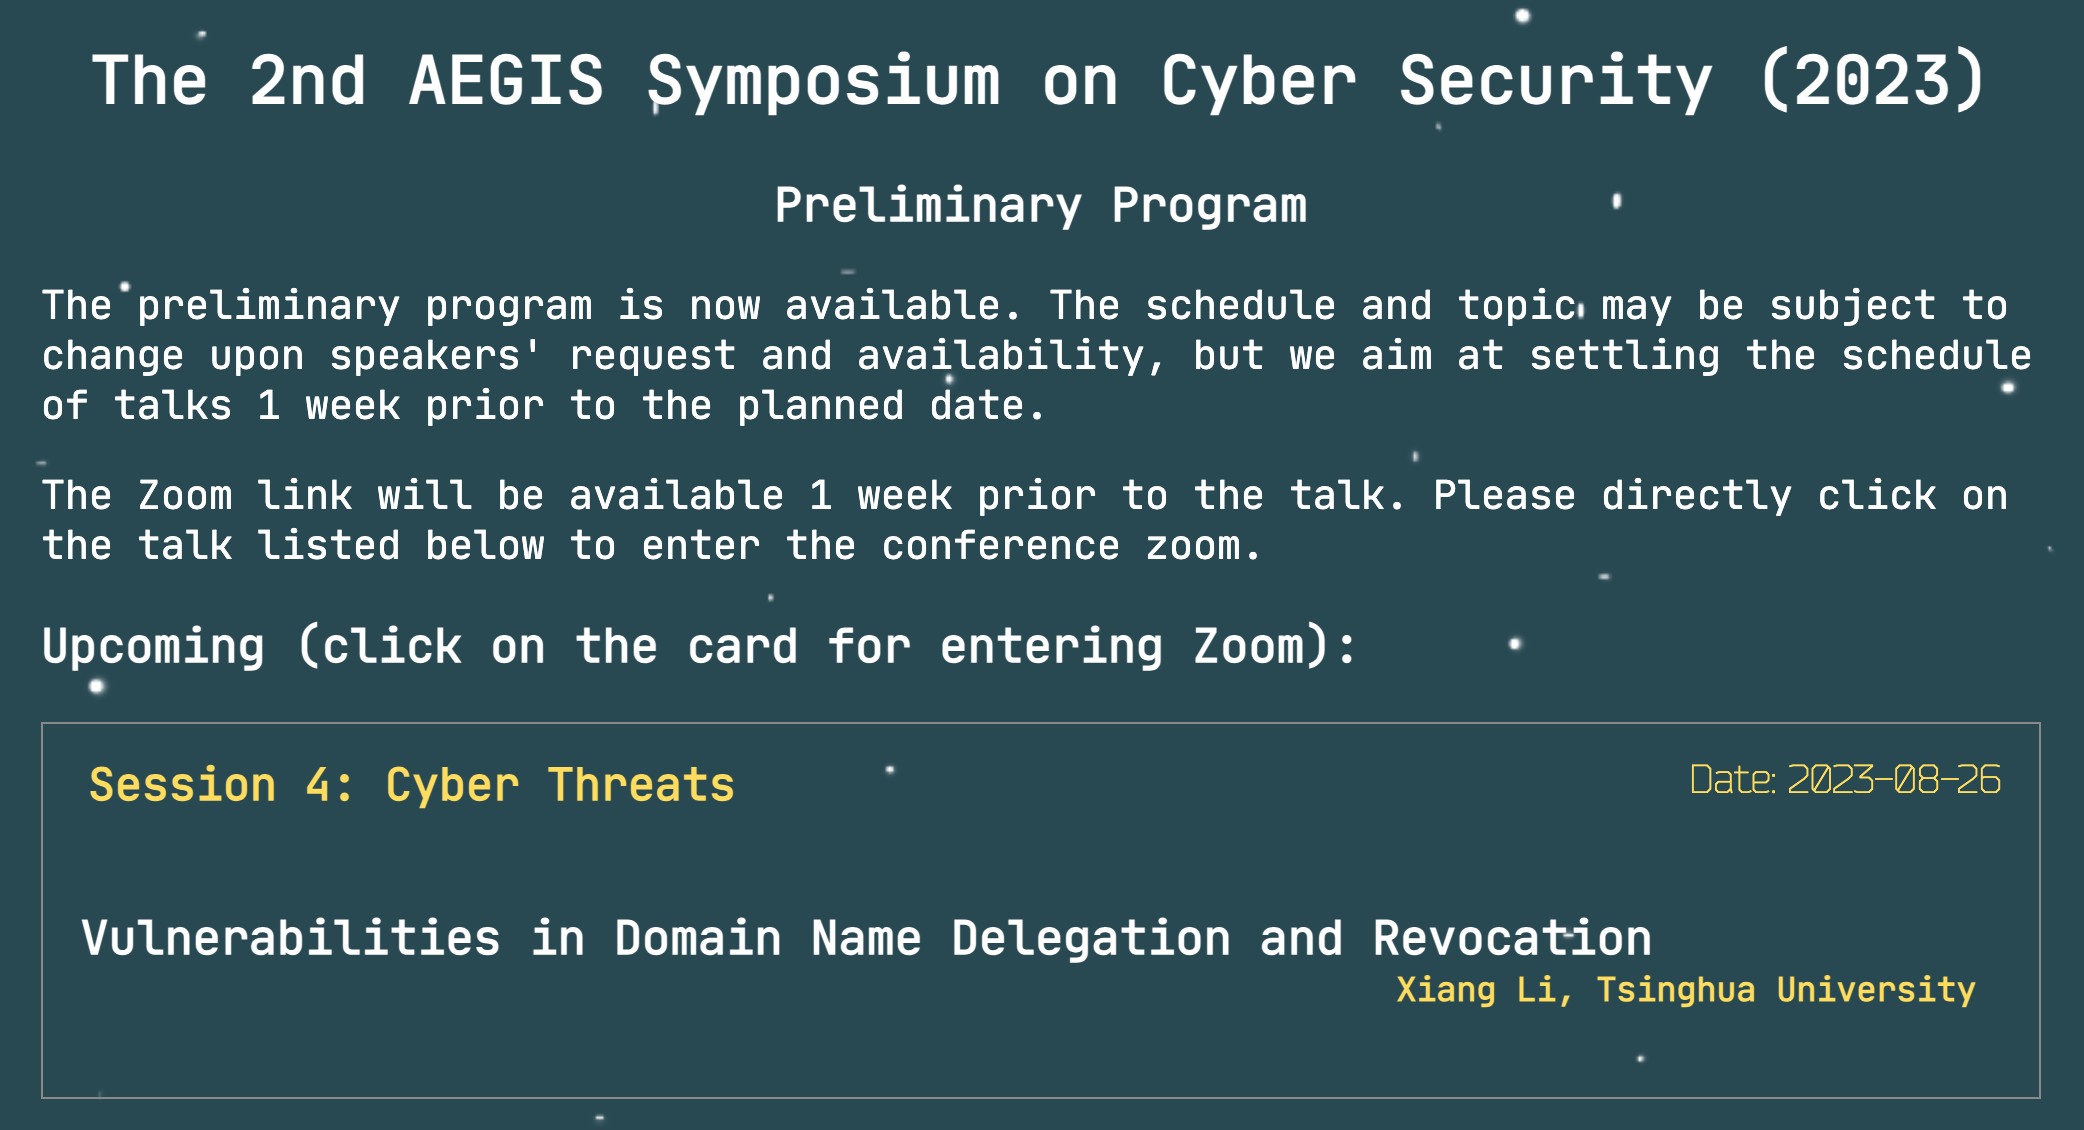 The 2nd AEGIS Symposium on Cyber Security (2023)
Preliminary Program
The preliminary program is now available. The schedule and topic may be subject to
change upon speakers' request and availability, but we aim at settling the schedule
of talks 1 week prior to the planned date.
The Zoom link will be available 1 week prior to the talk. Please directly click on
the talk listed below to enter the conference zoom.
Upcoming (click on the card for entering Zoom):
Session 4: Cyber Threats
Date: 2023-08-26
Vulnerabilities in Domain Name Delegation and Revocation
Xiang Li, Tsinghua University